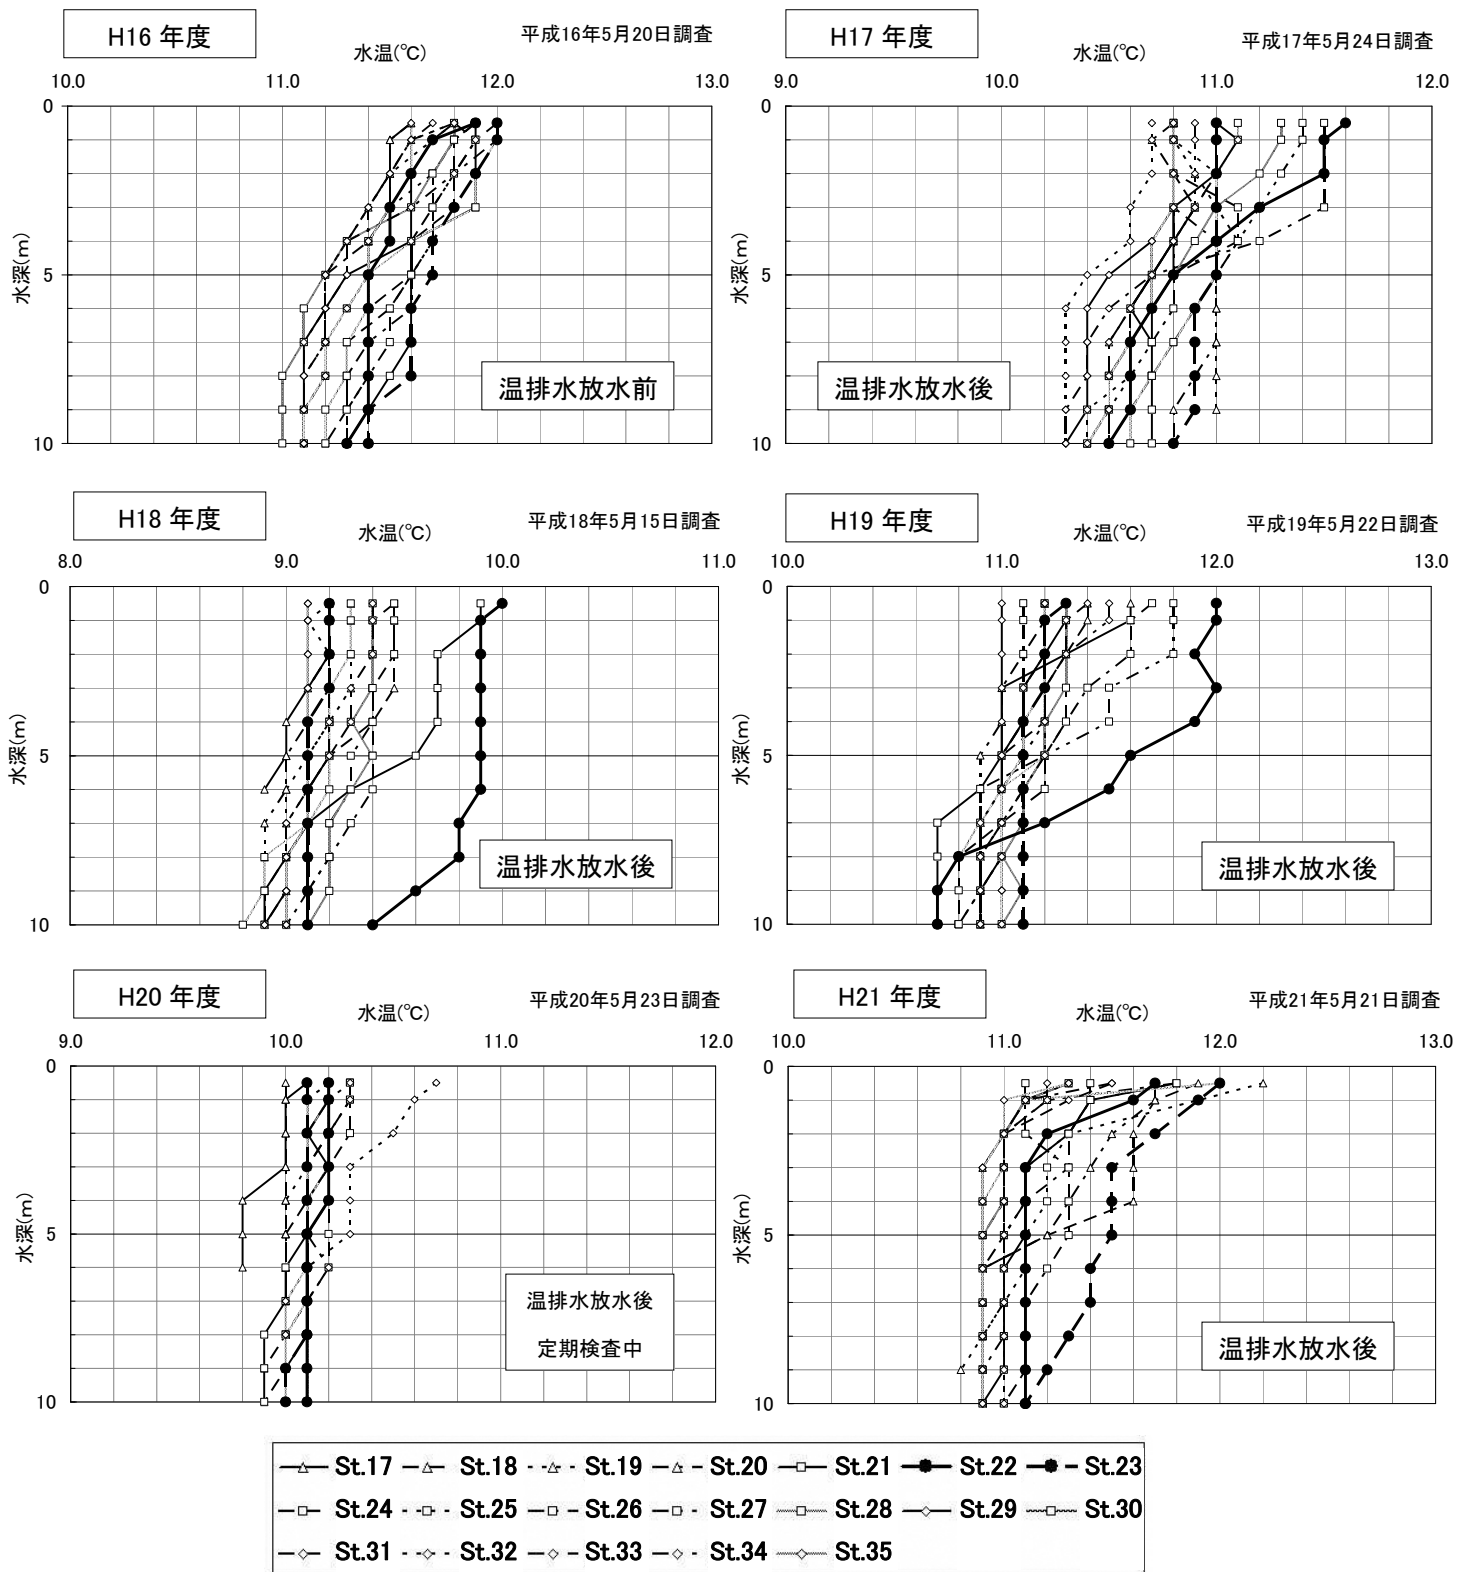 H16 年度
水温(℃)
平成16年5月20日調査
10.0 11.0 12.0 13.0
0
5
10
水深(m)
温排水放水前
H17 年度
水温(℃)
平成17年5月24日調査
9.0 10.0 11.0 12.0
0
5
10
水深(m)
温排水放水後
H18 年度
水温(℃)
平成18年5月15日調査
8.0 9.0 10.0 11.0
0
5
10
水深(m)
温排水放水後
H19 年度
水温(℃)
平成19年5月22日調査
10.0 11.0 12.0 13.0
0
5
10
水深(m)
温排水放水後
H20 年度
水温(℃)
平成20年5月23日調査
9.0 10.0 11.0 12.0
0
5
10
水深(m)
温排水放水後
定期検査中
H21 年度
水温(℃)
平成21年5月21日調査
10.0 11.0 12.0 13.0
0
5
10
水深(m)
温排水放水後
St.17 St.18 St.19 St.20 St.21 St.22 St.23
St.24 St.25 St.26 St.27 St.28 St.29 St.30
St.31 St.32 St.33 St.34 St.35